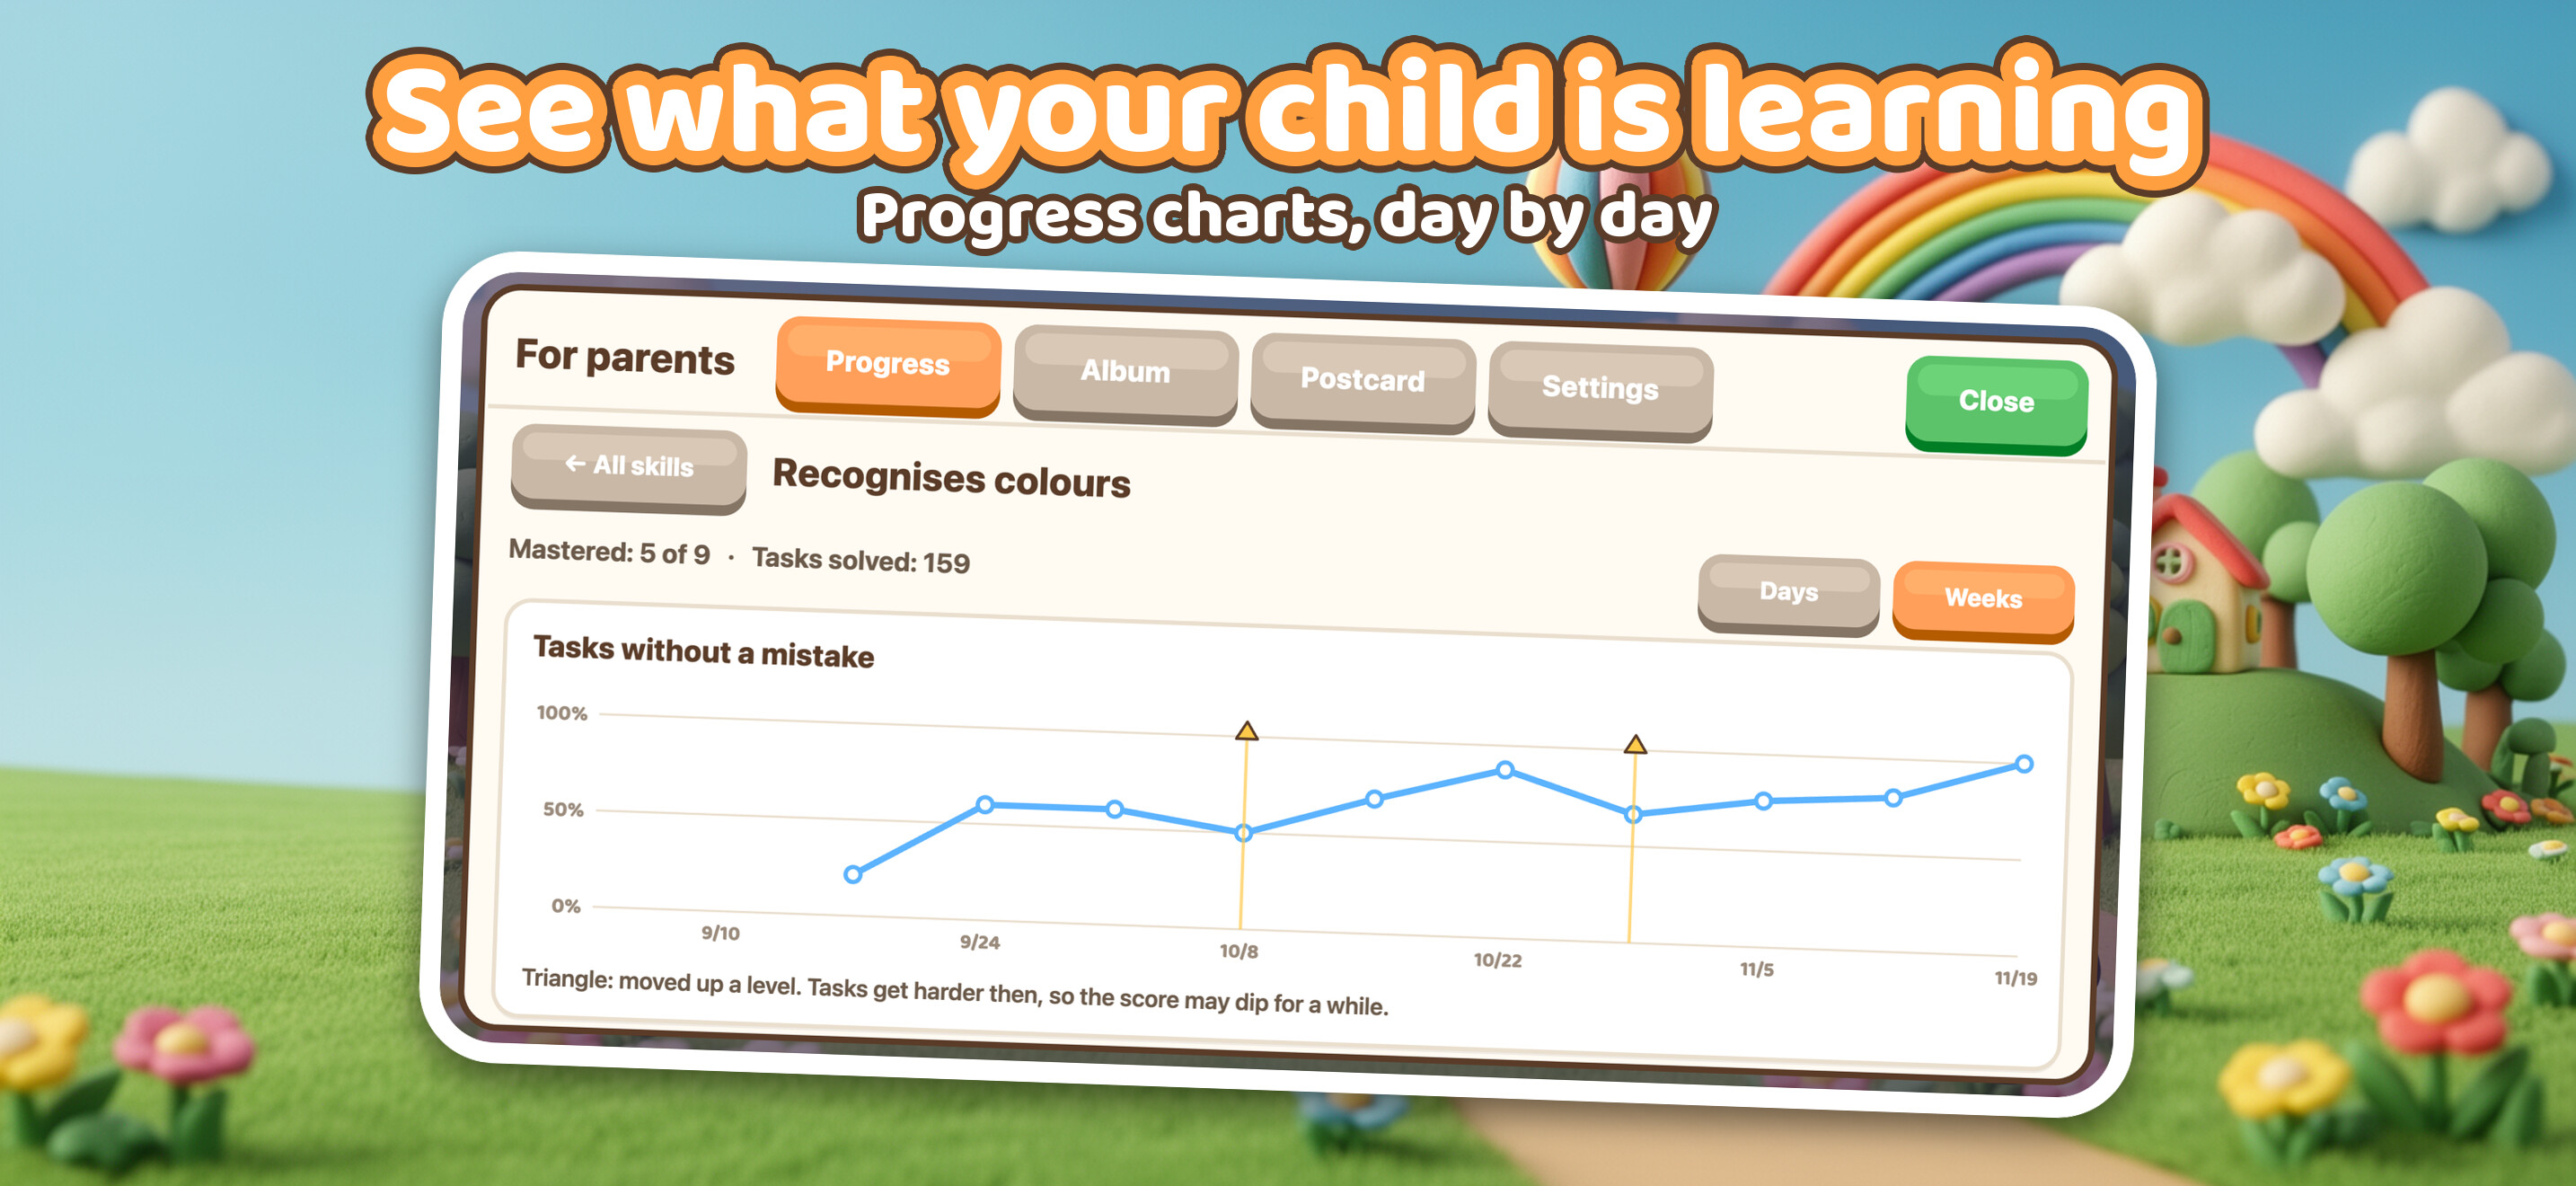 See what your child is learning
Progress charts, day by day
For parents
Progress
Album
Postcard
Settings
Close
← All skills
Recognises colours
Mastered: 5 of 9 · Tasks solved: 159
Days
Weeks
Tasks without a mistake
100%
50%
0%
9/10
9/24
10/8
10/22
11/5
11/19
Triangle: moved up a level. Tasks get harder then, so the score may dip for a while.